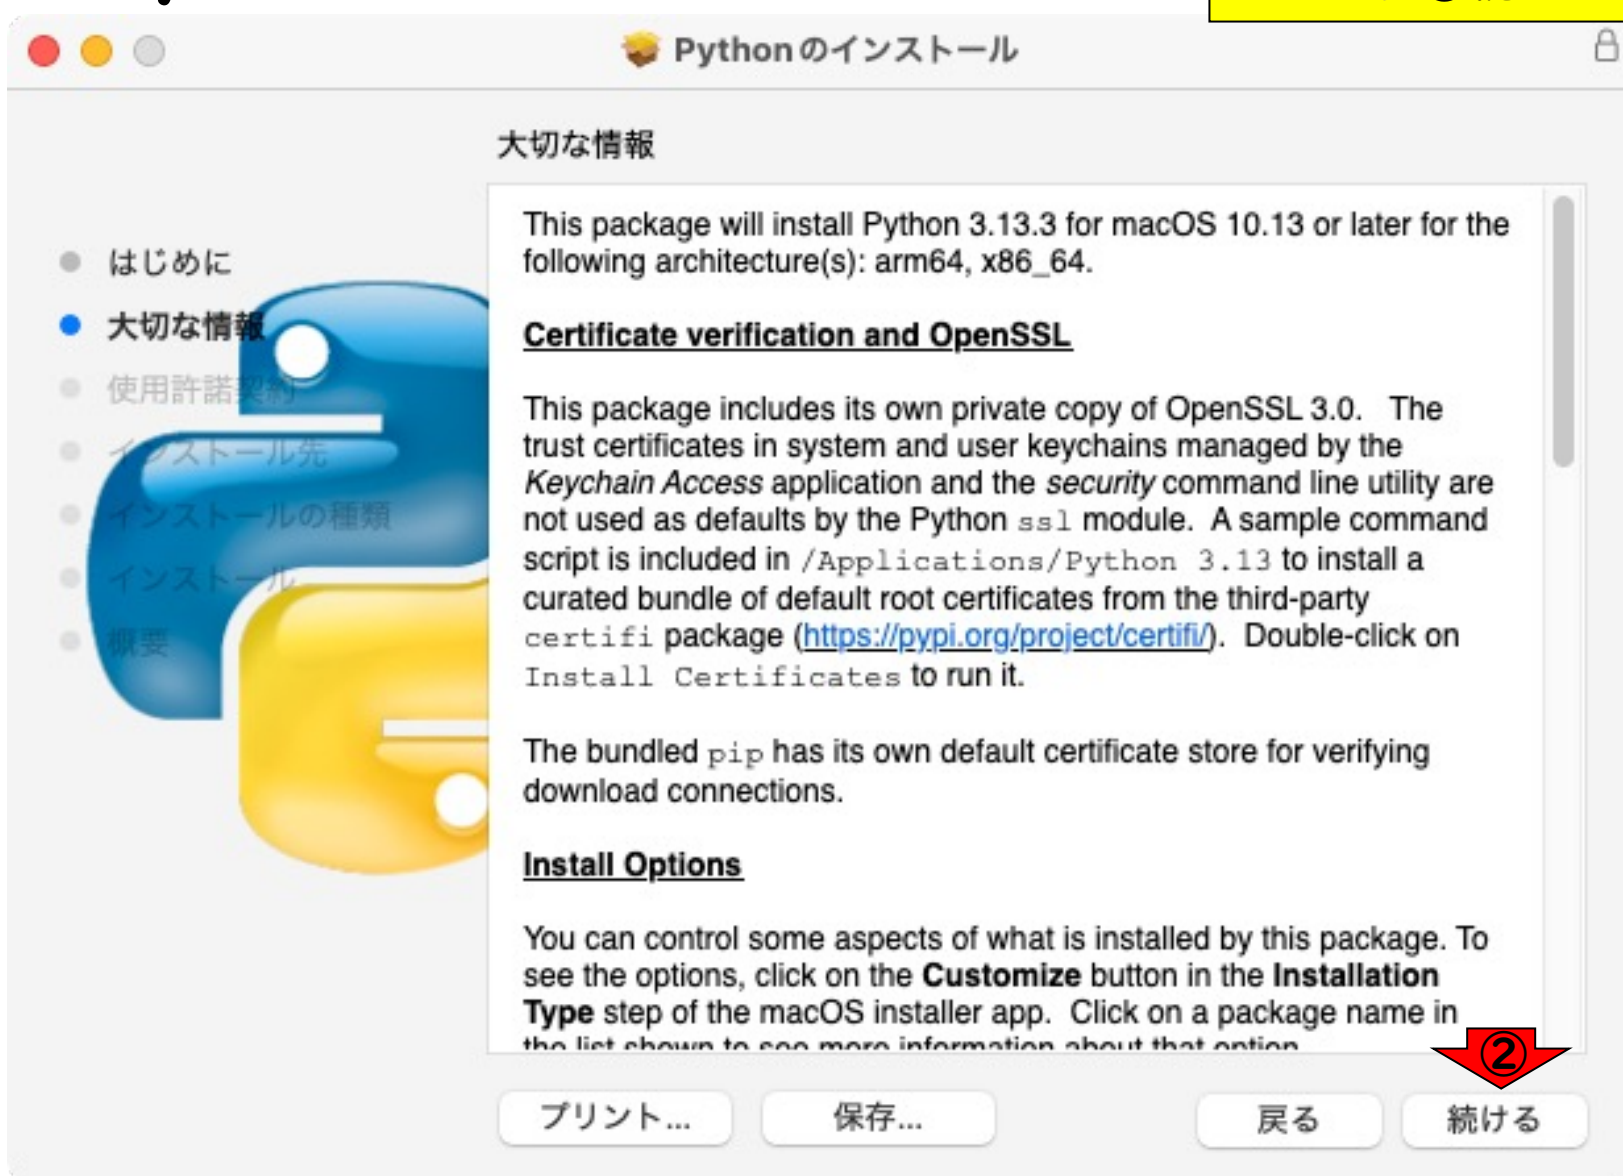 Pythonのインストール
大切な情報
はじめに
大切な情報
使用許諾契約
インストール先
インストールの種類
インストール
概要
This package will install Python 3.13.3 for macOS 10.13 or later for the
following architecture(s): arm64, x86_64.
Certificate verification and OpenSSL
This package includes its own private copy of OpenSSL 3.0.   The
trust certificates in system and user keychains managed by the
Keychain Access application and the security command line utility are
not used as defaults by the Python ssl module.  A sample command
script is included in /Applications/Python 3.13 to install a
curated bundle of default root certificates from the third-party
certifi package (https://pypi.org/project/certifi/).  Double-click on
Install Certificates to run it.
The bundled pip has its own default certificate store for verifying
download connections.
Install Options
You can control some aspects of what is installed by this package. To
see the options, click on the Customize button in the Installation
Type step of the macOS installer app.  Click on a package name in
the list shown to see more information about that option.
②
プリント... 保存... 戻る 続ける